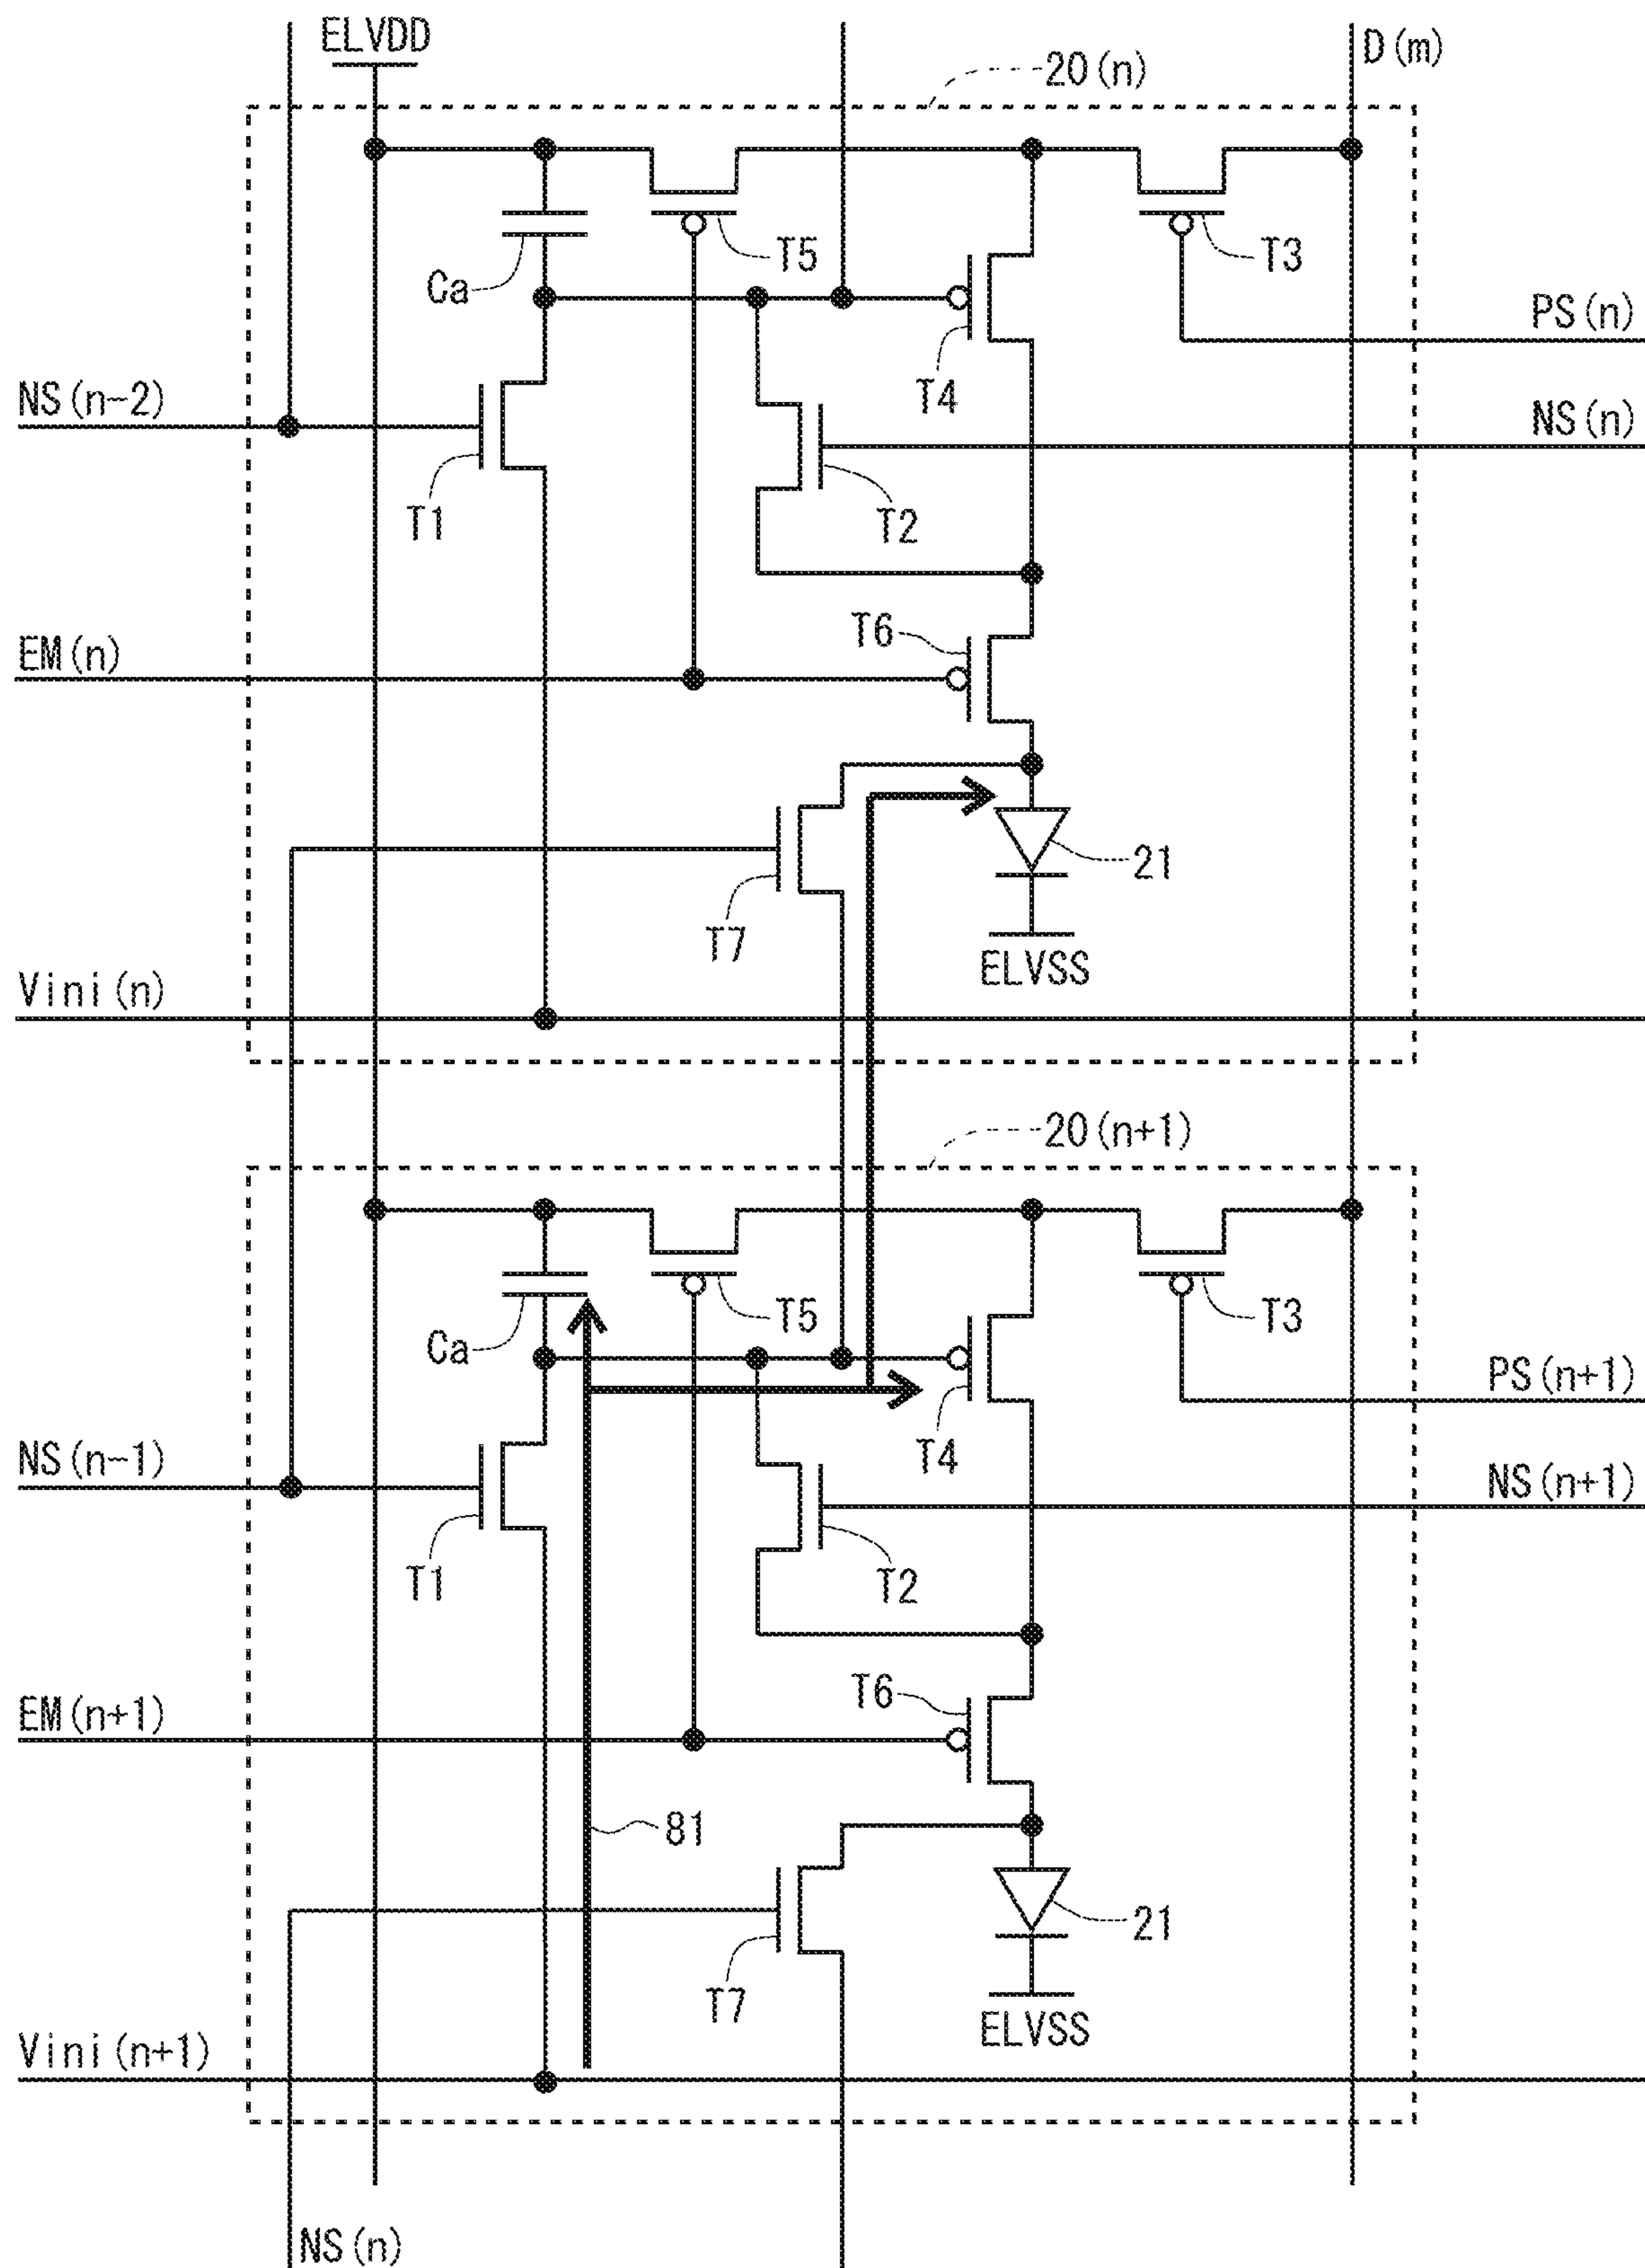 ELVDD
D(m)
20(n)
T5
T3
Ca
PS(n)
T4
NS(n-2)
NS(n)
T1
T2
T6
EM(n)
21
T7
ELVSS
Vini(n)
20(n+1)
T5
T3
Ca
PS(n+1)
T4
NS(n-1)
NS(n+1)
T1
T2
T6
EM(n+1)
81
21
T7
ELVSS
Vini(n+1)
NS(n)